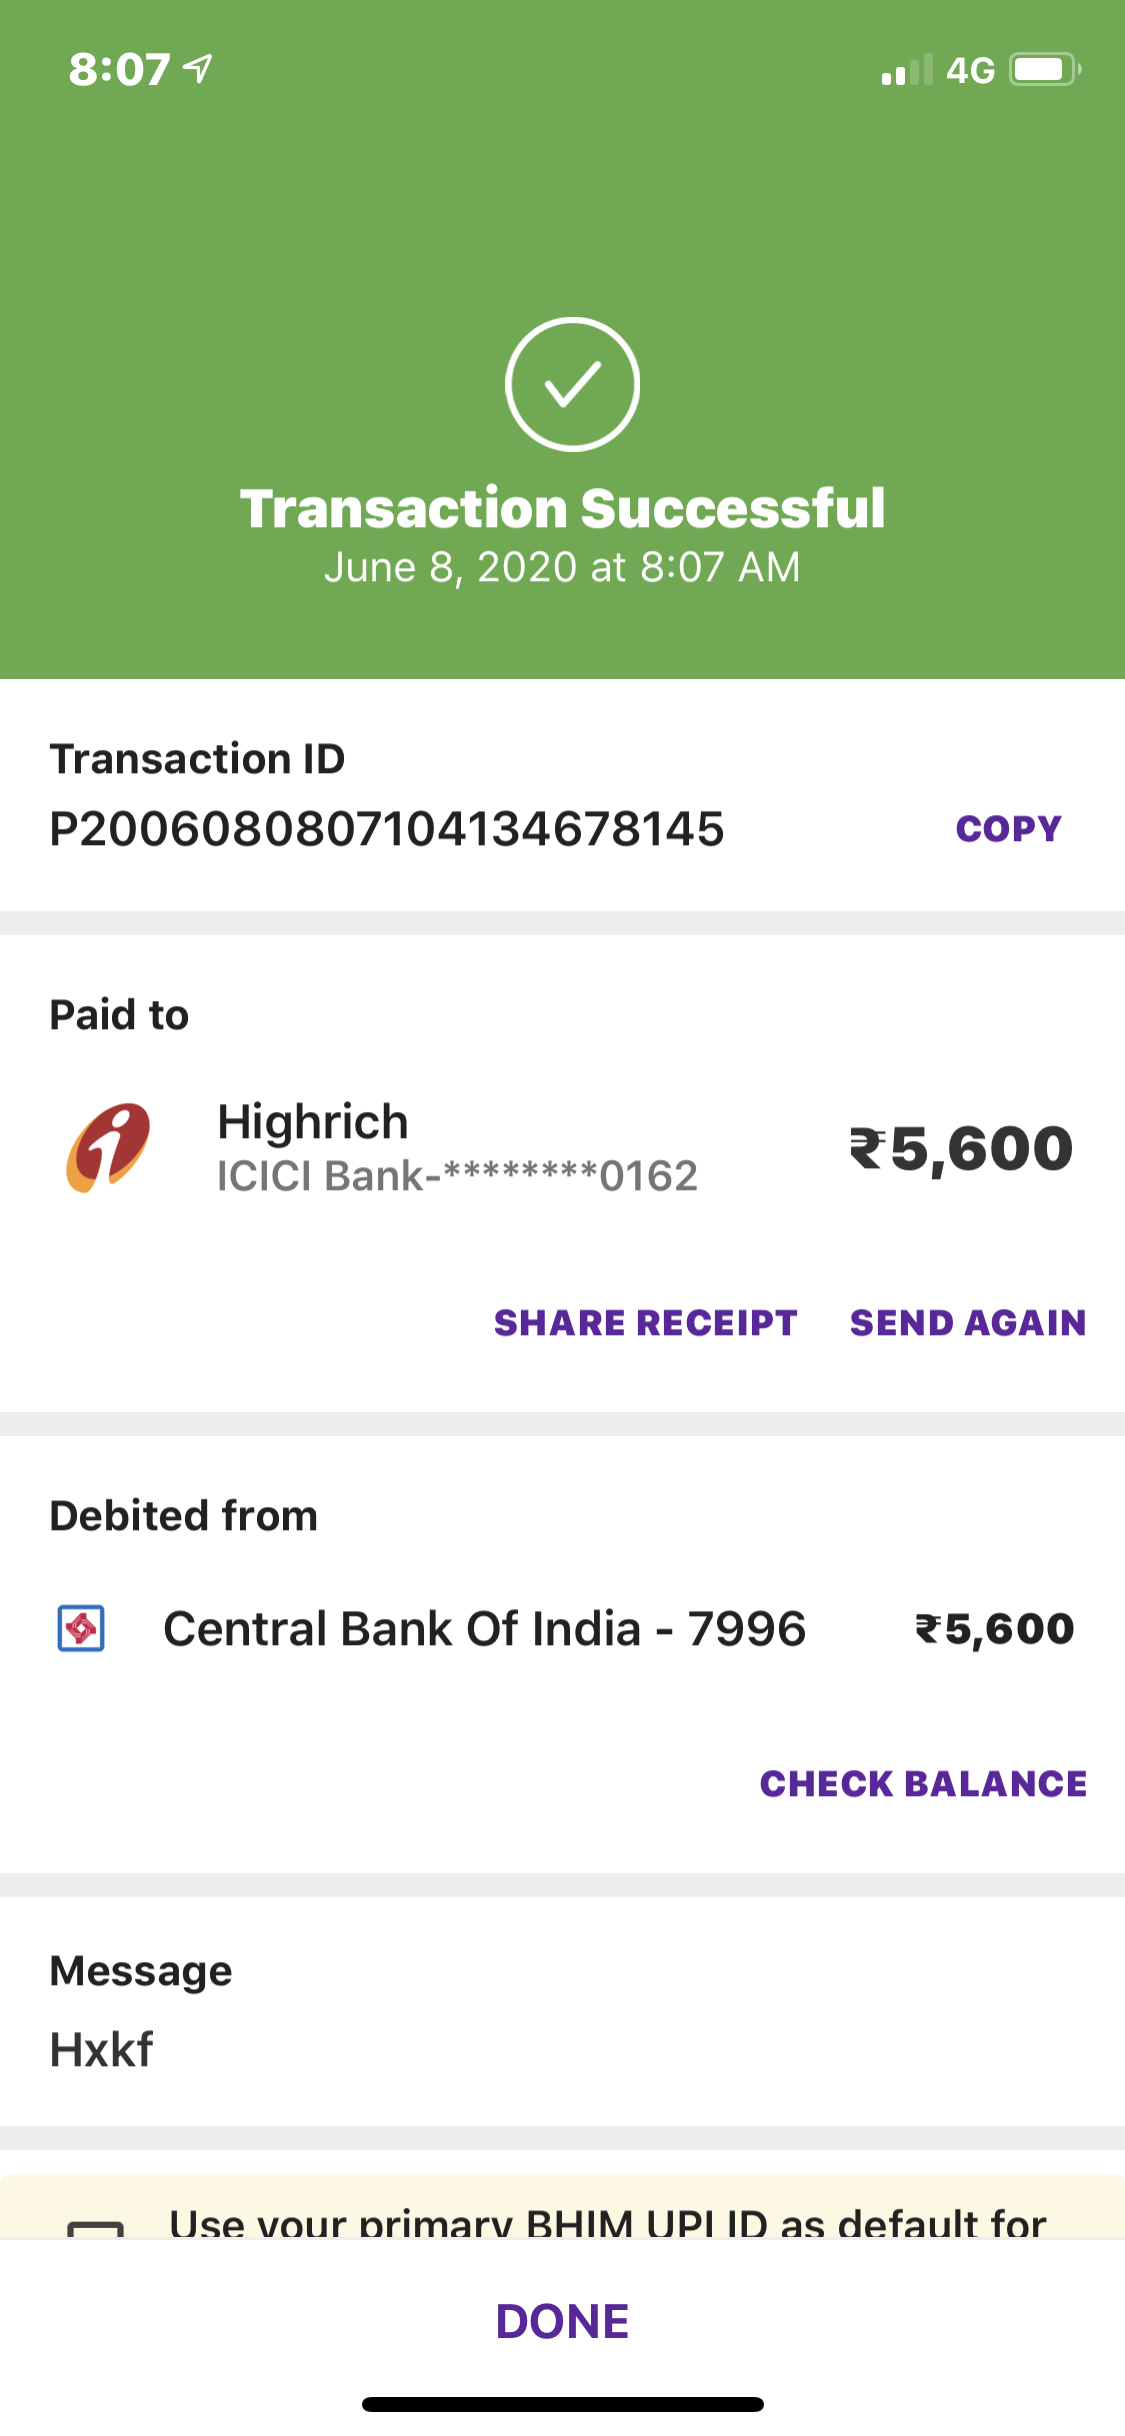 8:07
4G
Transaction Successful
June 8, 2020 at 8:07 AM
Transaction ID
P2006080807104134678145
COPY
Paid to
Highrich
₹5,600
ICICI Bank-********0162
SHARE RECEIPT
SEND AGAIN
Debited from
Central Bank Of India - 7996
₹5,600
CHECK BALANCE
Message
Hxkf
Use your primary BHIM UPI ID as default for
DONE